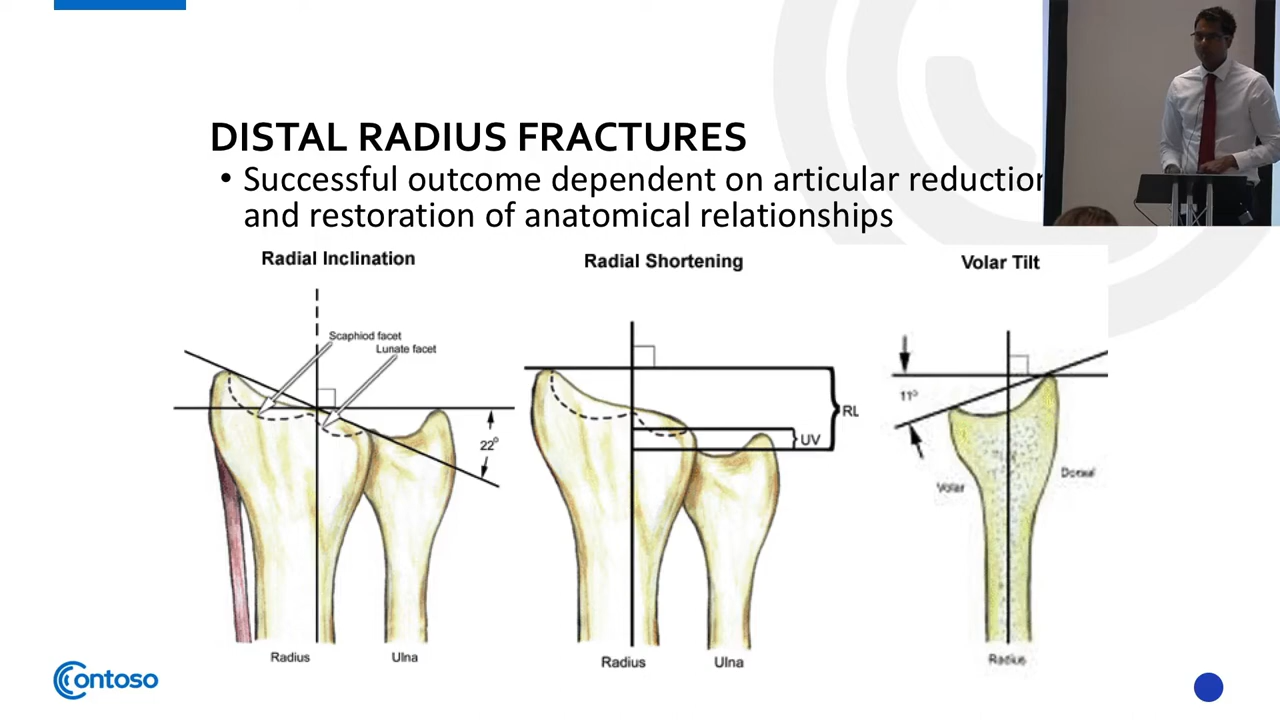 DISTAL RADIUS FRACTURES
• Successful outcome dependent on articular reduction
and restoration of anatomical relationships
Radial Inclination
Radial Shortening
Volar Tilt
Scaphiod facet
Lunate facet
22°
Radius
Ulna
RL
UV
Radius
Ulna
11°
Volar
Dorsal
Radius
Contoso